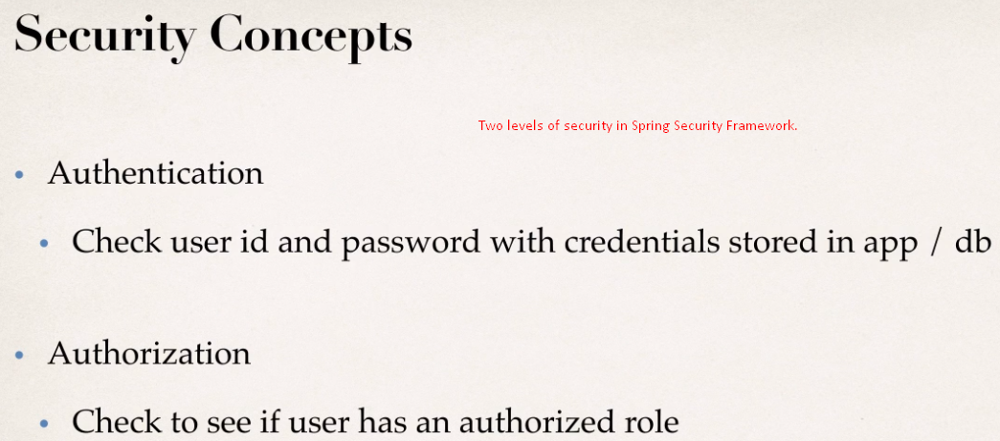 Security Concepts
Two levels of security in Spring Security Framework.
• Authentication
• Check user id and password with credentials stored in app / db
• Authorization
• Check to see if user has an authorized role